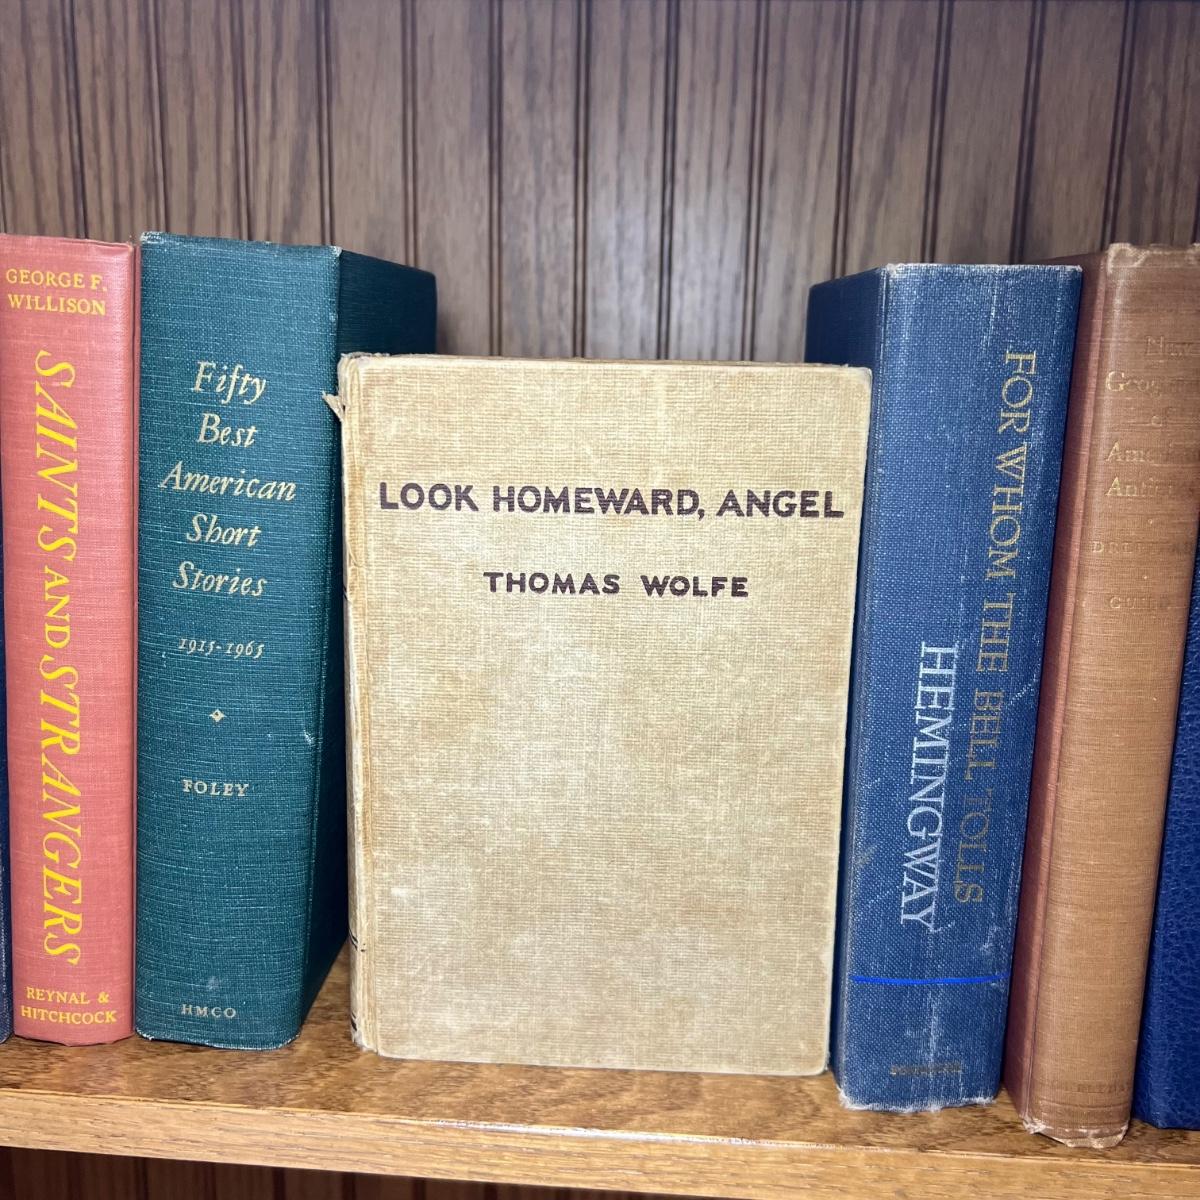 GEORGE F.
WILLISON
SAINTS AND STRANGERS
REYNAL &
HITCHCOCK
Fifty
Best
American
Short
Stories
1915-1965
FOLEY
HMCO
LOOK HOMEWARD, ANGEL
THOMAS WOLFE
FOR WHOM THE BELL TOLLS
HEMINGWAY